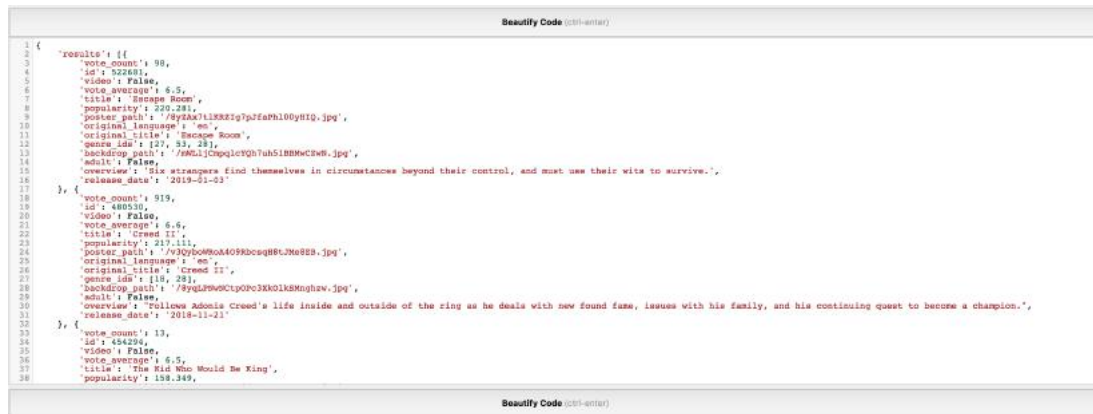 Beautify Code (ctrl-enter)
1 {
2 'results': [{
3 'vote_count': 98,
4 'id': 522681,
5 'video': False,
6 'vote_average': 6.5,
7 'title': 'Escape Room',
8 'popularity': 220.281,
9 'poster_path':
10 'original_language': 'en',
11 'original_title': 'Escape Room',
12 'genre_ids': [27, 53, 28],
13 'backdrop_path':
14 'adult': False,
15 'overview': 'Six strangers find themselves in circumstances beyond their control, and must use their wits to survive.',
16 'release_date': '2019-01-03'
17 }, {
18 'vote_count': 919,
19 'id': 480530,
20 'video': False,
21 'vote_average': 6.6,
22 'title': 'Creed II',
23 'popularity': 217.111,
24 'poster_path':
25 'original_language': 'en',
26 'original_title': 'Creed II',
27 'genre_ids': [18, 28],
28 'backdrop_path':
29 'adult': False,
30 'overview': "Follows Adonis Creed's life inside and outside of the ring as he deals with new found fame, issues with his family, and his continuing quest to become a champion.",
31 'release_date': '2018-11-21'
32 }, {
33 'vote_count': 13,
34 'id': 454294,
35 'video': False,
36 'vote_average': 6.5,
37 'title': 'The Kid Who Would Be King',
38 'popularity': 158.349,
Beautify Code (ctrl-enter)